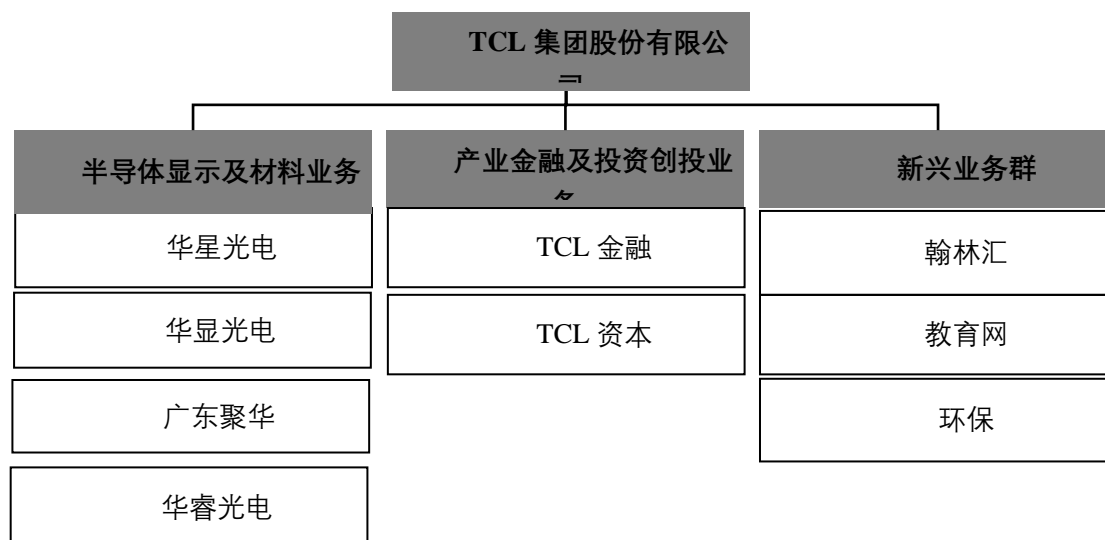 TCL 集团股份有限公
司
半导体显示及材料业务
产业金融及投资创投业
务
新兴业务群
华星光电
TCL 金融
翰林汇
华显光电
TCL 资本
教育网
广东聚华
环保
华睿光电